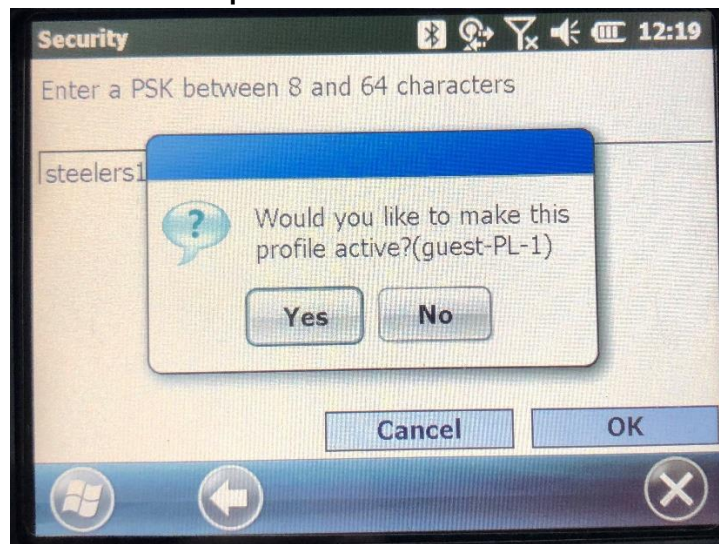 Security 12:19
Enter a PSK between 8 and 64 characters
steelers1
?
Would you like to make this
profile active?(guest-PL-1)
Yes No
Cancel OK